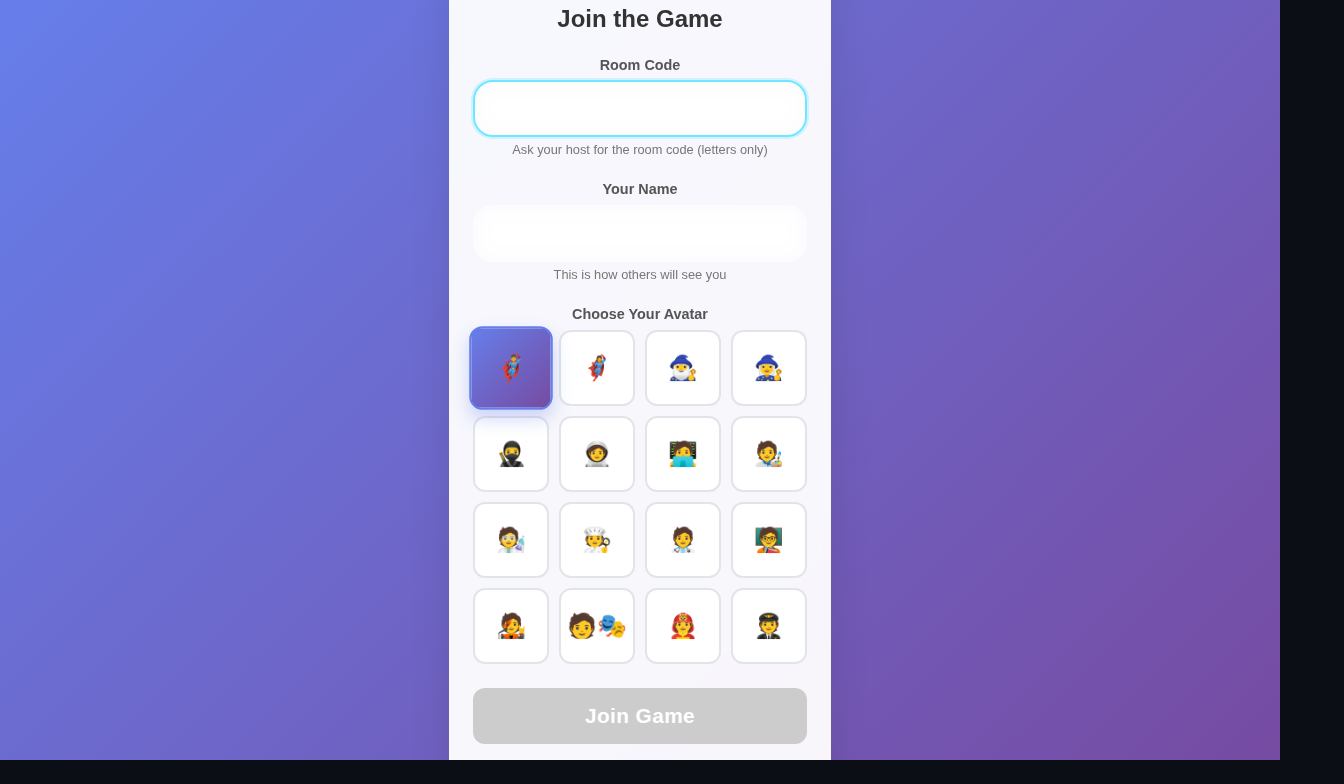 Join the Game
Room Code
Ask your host for the room code (letters only)
Your Name
This is how others will see you
Choose Your Avatar
Join Game